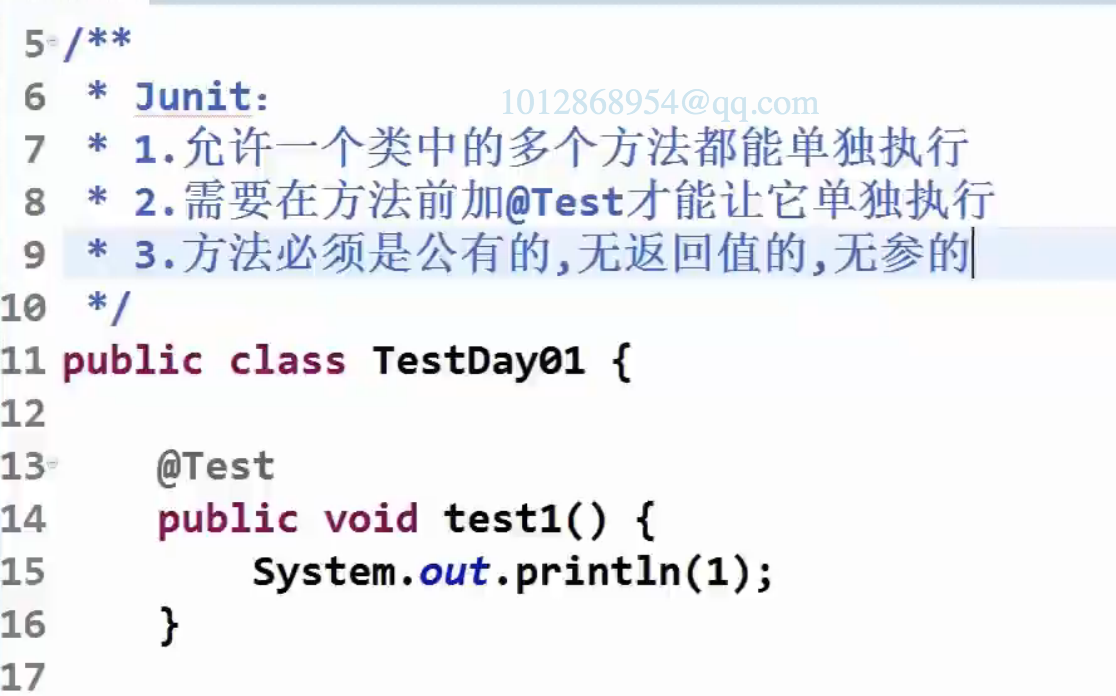 5 /**
6  * Junit:
1012868954@qq.com
7  * 1.允许一个类中的多个方法都能单独执行
8  * 2.需要在方法前加@Test才能让它单独执行
9  * 3.方法必须是公有的,无返回值的,无参的
10  */
11 public class TestDay01 {
12
13     @Test
14     public void test1() {
15         System.out.println(1);
16     }
17